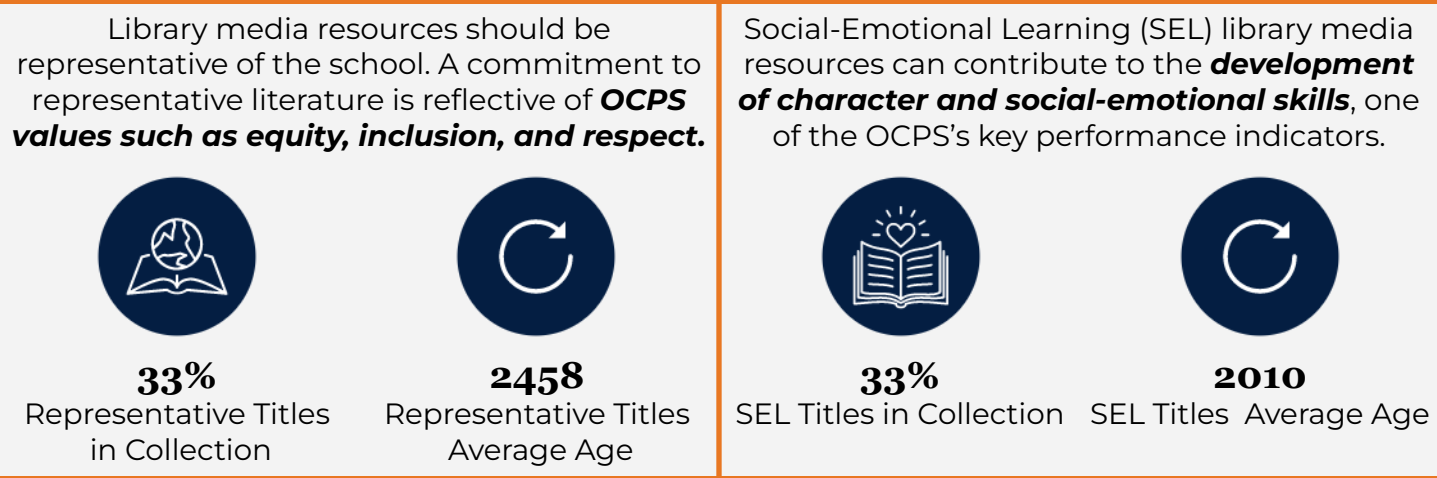 Library media resources should be
representative of the school. A commitment to
representative literature is reflective of OCPS
values such as equity, inclusion, and respect.
33%
Representative Titles
in Collection
2458
Representative Titles
Average Age
Social-Emotional Learning (SEL) library media
resources can contribute to the development
of character and social-emotional skills, one
of the OCPS’s key performance indicators.
33%
SEL Titles in Collection
2010
SEL Titles  Average Age